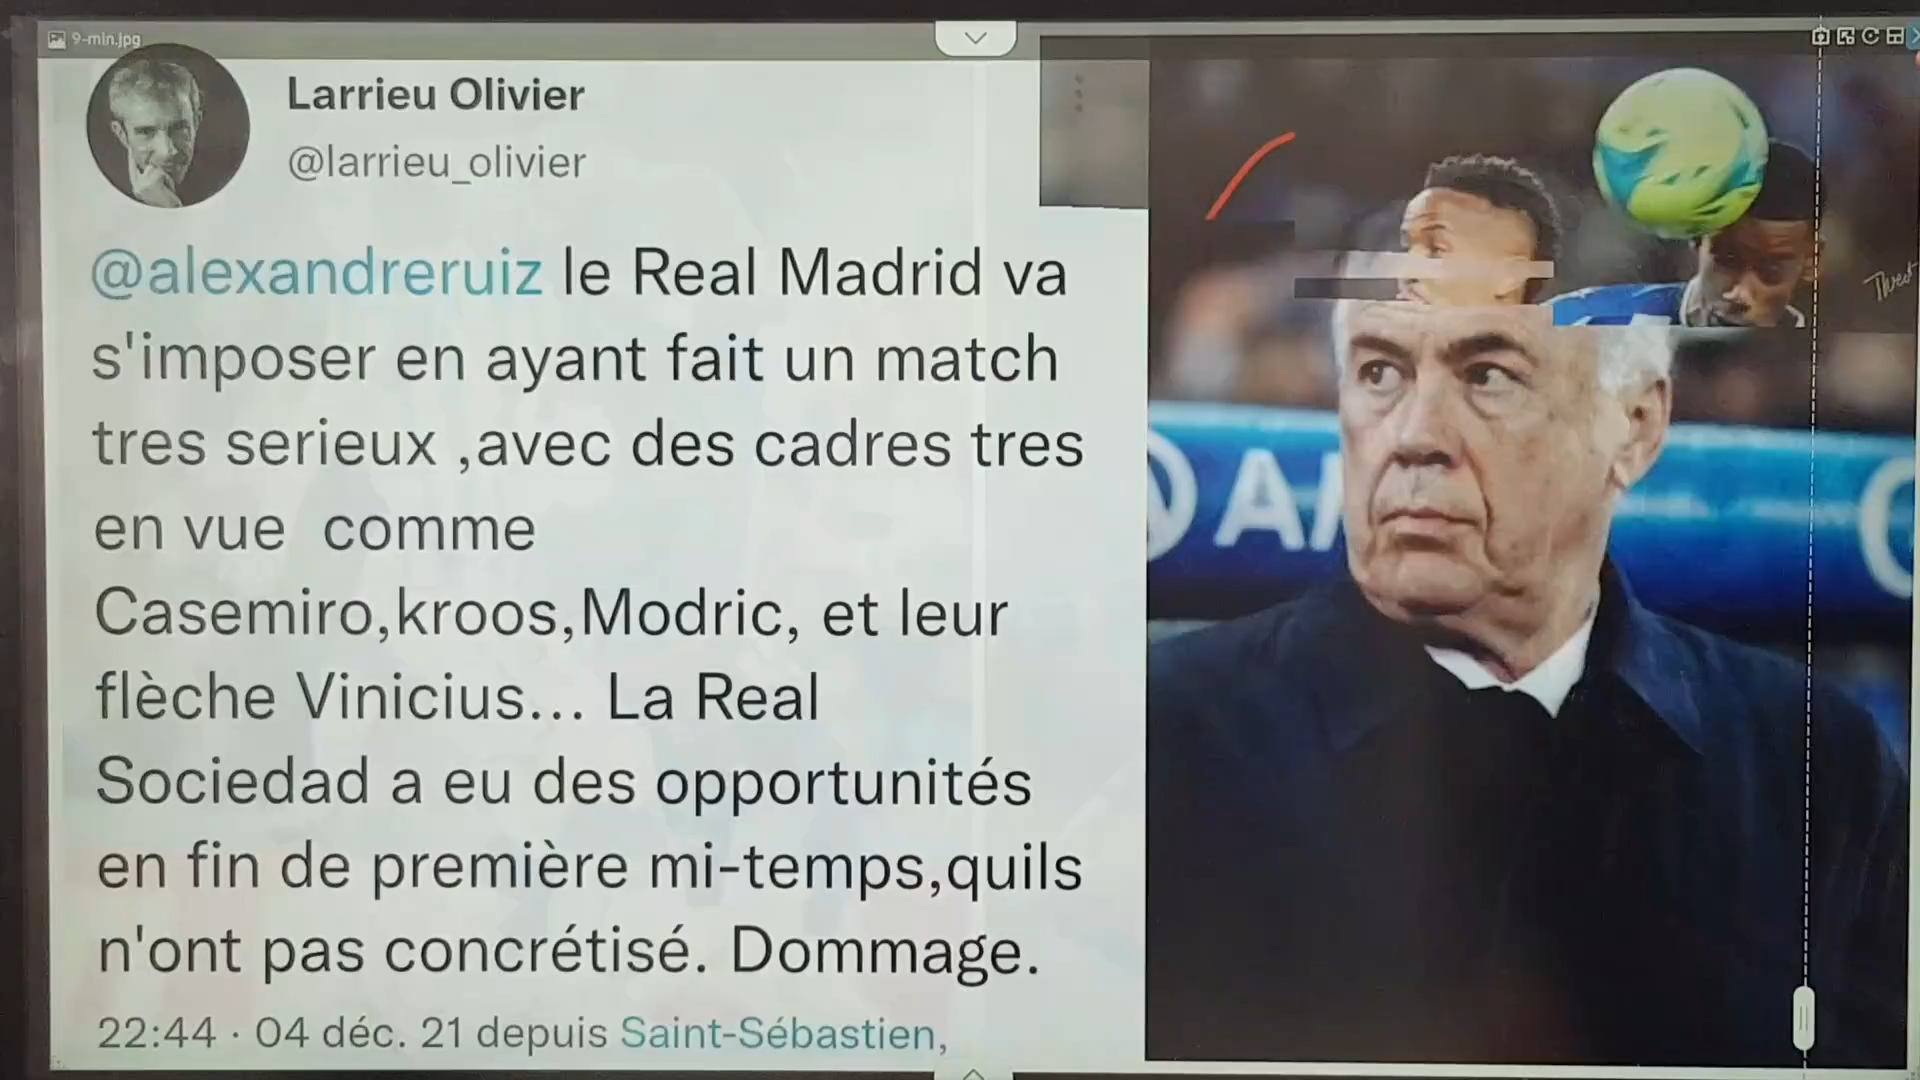 9-min.jpg
Larrieu Olivier
@larrieu_olivier
@alexandreruiz le Real Madrid va
s'imposer en ayant fait un match
tres serieux ,avec des cadres tres
en vue  comme
Casemiro,kroos,Modric, et leur
flèche Vinicius... La Real
Sociedad a eu des opportunités
en fin de première mi-temps,quils
n'ont pas concrétisé. Dommage.
22:44 · 04 déc. 21 depuis Saint-Sébastien,